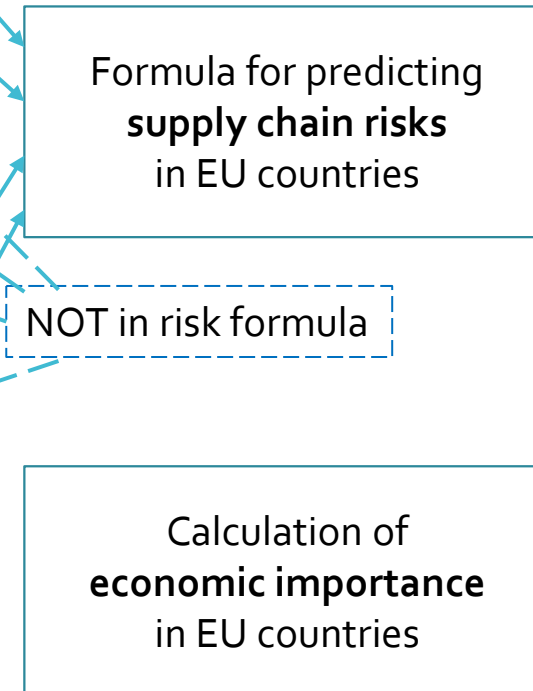 Formula for predicting
supply chain risks
in EU countries
NOT in risk formula
Calculation of
economic importance
in EU countries